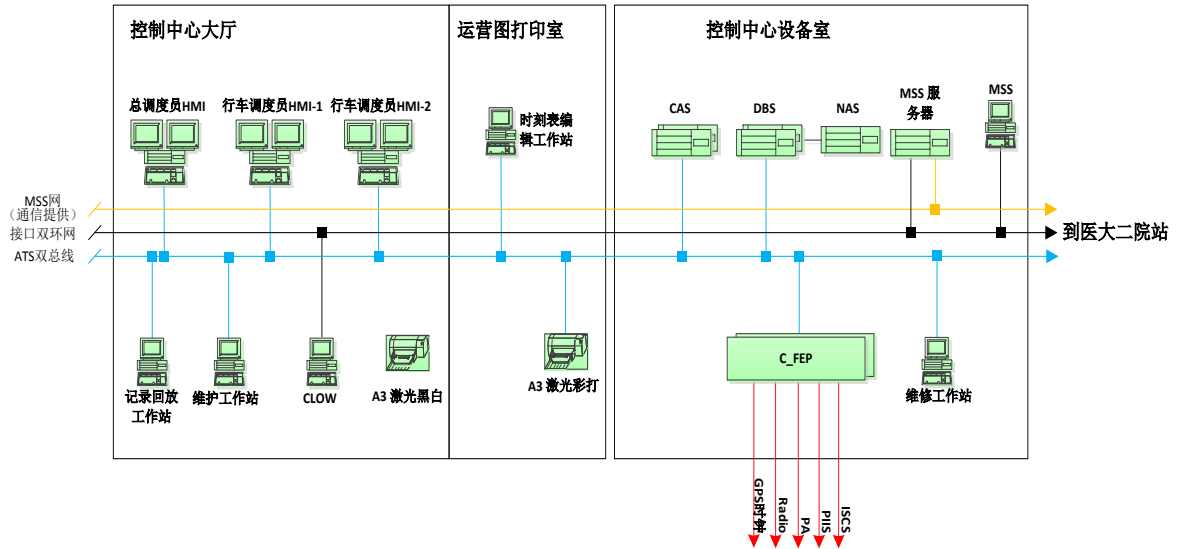 控制中心大厅
运营图打印室
控制中心设备室
总调度员HMI
行车调度员HMI-1
行车调度员HMI-2
时刻表编
辑工作站
CAS
DBS
NAS
MSS 服
务器
MSS
MSS网
（通信提供）
接口双环网
ATS双总线
到医大二院站
记录回放
工作站
维护工作站
CLOW
A3 激光黑白
A3 激光彩打
C_FEP
维修工作站
GPS时钟
Radio
PA
PIIS
ISCS